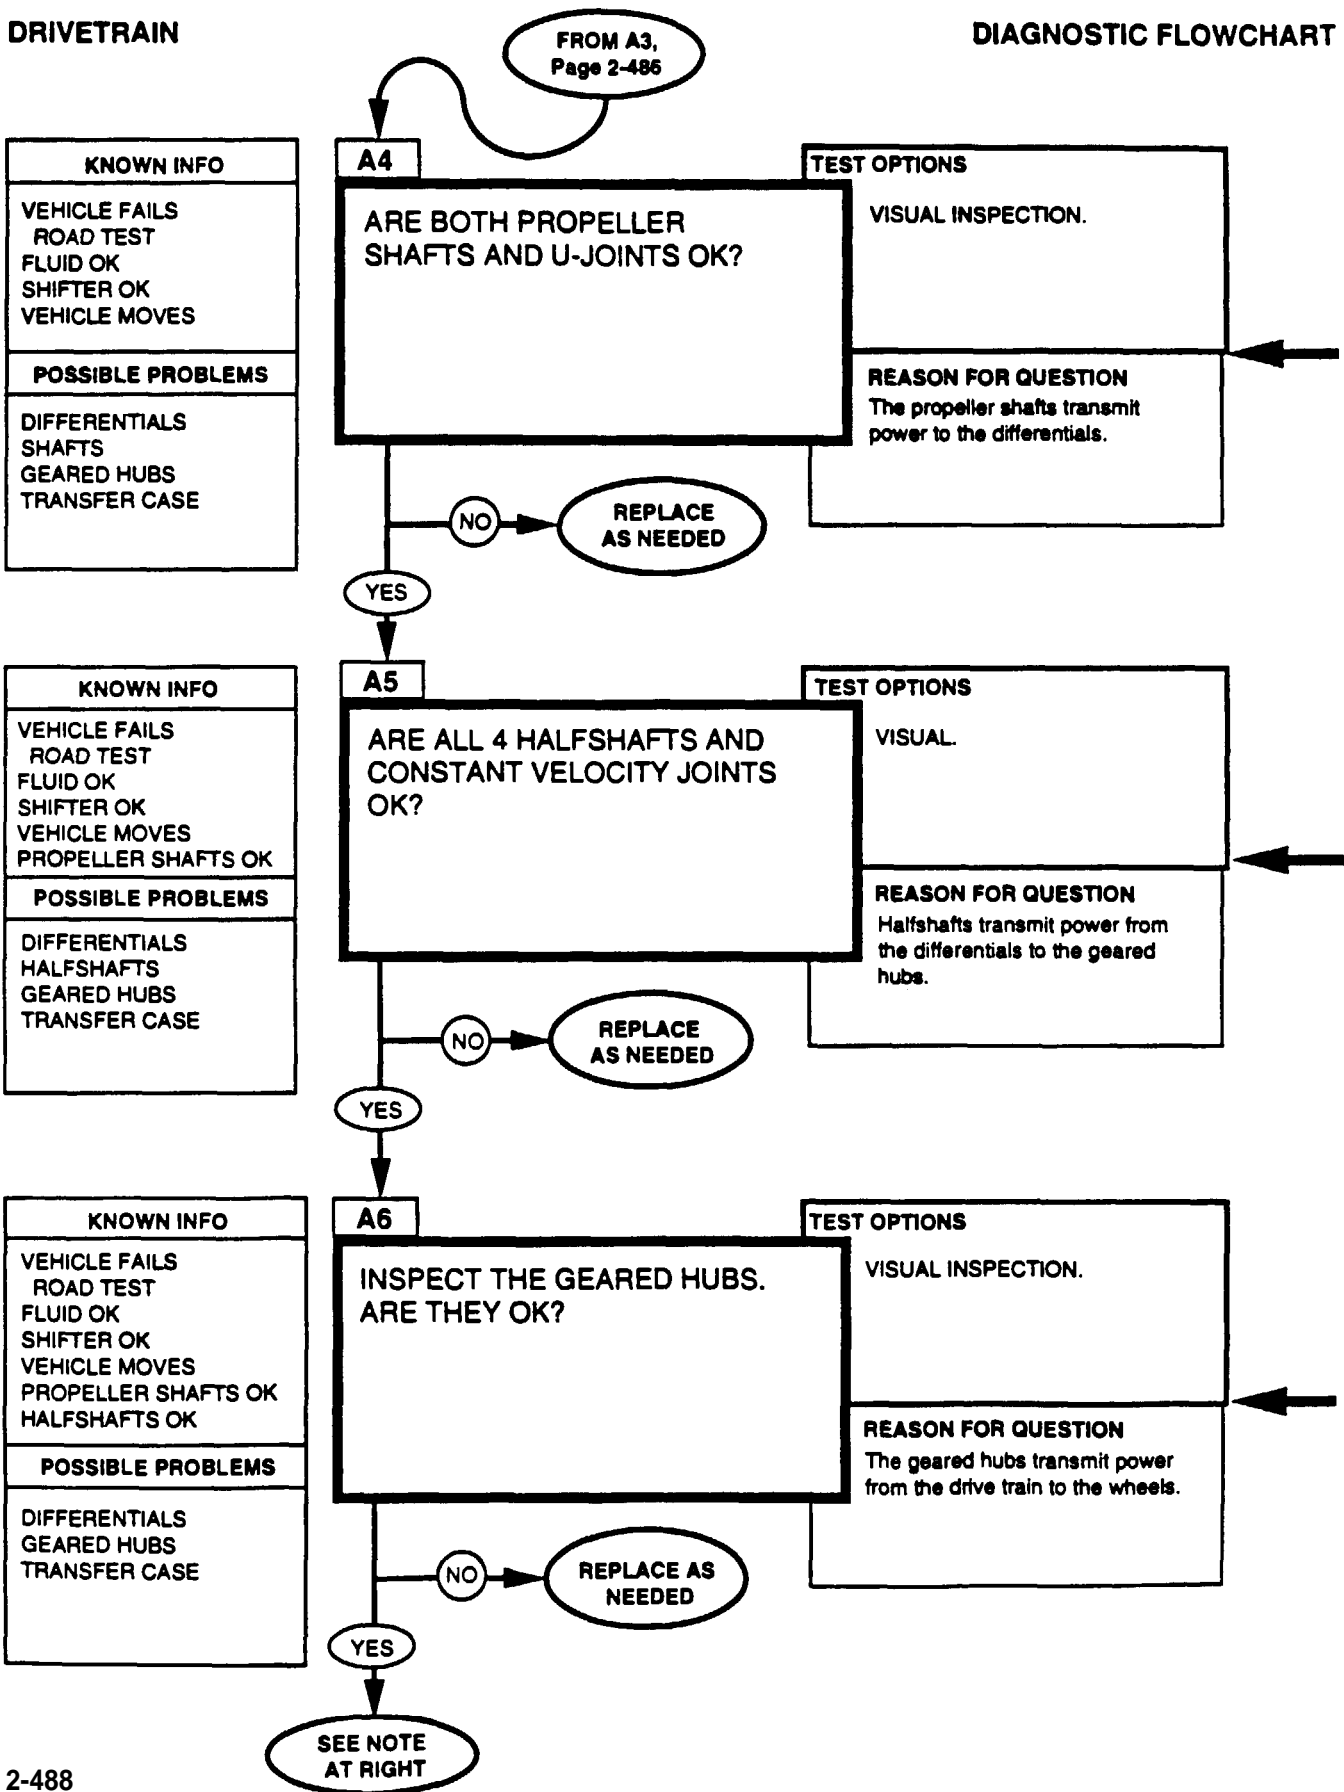 DRIVETRAIN
DIAGNOSTIC FLOWCHART
FROM A3,
Page 2-486
KNOWN INFO
VEHICLE FAILS
ROAD TEST
FLUID OK
SHIFTER OK
VEHICLE MOVES
POSSIBLE PROBLEMS
DIFFERENTIALS
SHAFTS
GEARED HUBS
TRANSFER CASE
A4
ARE BOTH PROPELLER
SHAFTS AND U-JOINTS OK?
TEST OPTIONS
VISUAL INSPECTION.
REASON FOR QUESTION
The propeller shafts transmit
power to the differentials.
NO
REPLACE
AS NEEDED
YES
KNOWN INFO
VEHICLE FAILS
ROAD TEST
FLUID OK
SHIFTER OK
VEHICLE MOVES
PROPELLER SHAFTS OK
POSSIBLE PROBLEMS
DIFFERENTIALS
HALFSHAFTS
GEARED HUBS
TRANSFER CASE
A5
ARE ALL 4 HALFSHAFTS AND
CONSTANT VELOCITY JOINTS
OK?
TEST OPTIONS
VISUAL.
REASON FOR QUESTION
Halfshafts transmit power from
the differentials to the geared
hubs.
NO
REPLACE
AS NEEDED
YES
KNOWN INFO
VEHICLE FAILS
ROAD TEST
FLUID OK
SHIFTER OK
VEHICLE MOVES
PROPELLER SHAFTS OK
HALFSHAFTS OK
POSSIBLE PROBLEMS
DIFFERENTIALS
GEARED HUBS
TRANSFER CASE
A6
INSPECT THE GEARED HUBS.
ARE THEY OK?
TEST OPTIONS
VISUAL INSPECTION.
REASON FOR QUESTION
The geared hubs transmit power
from the drive train to the wheels.
NO
REPLACE AS
NEEDED
YES
SEE NOTE
AT RIGHT
2-488